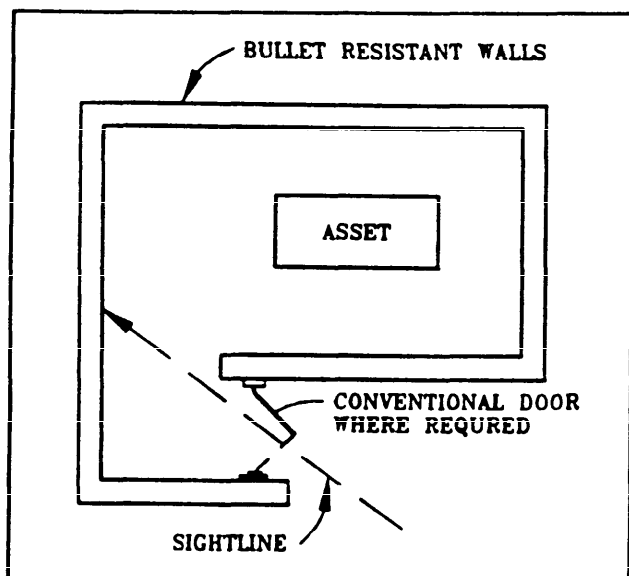 BULLET RESISTANT WALLS
ASSET
CONVENTIONAL DOOR
WHERE REQURED
SIGHTLINE